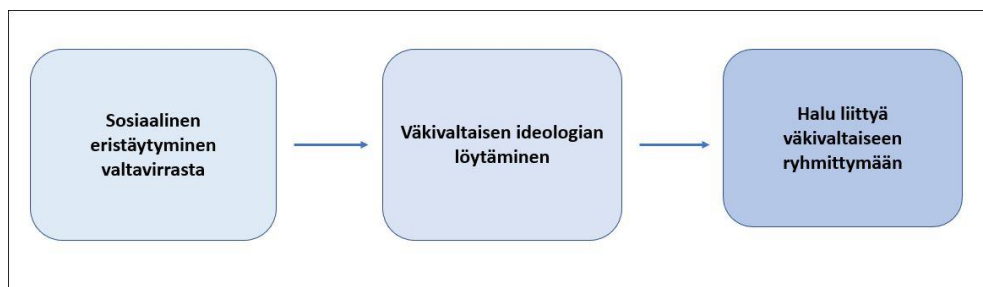 Sosiaalinen
eristäytyminen
valtavirrasta
Väkivaltaisen ideologian
löytäminen
Halu liittyä
väkivaltaiseen
ryhmittymään